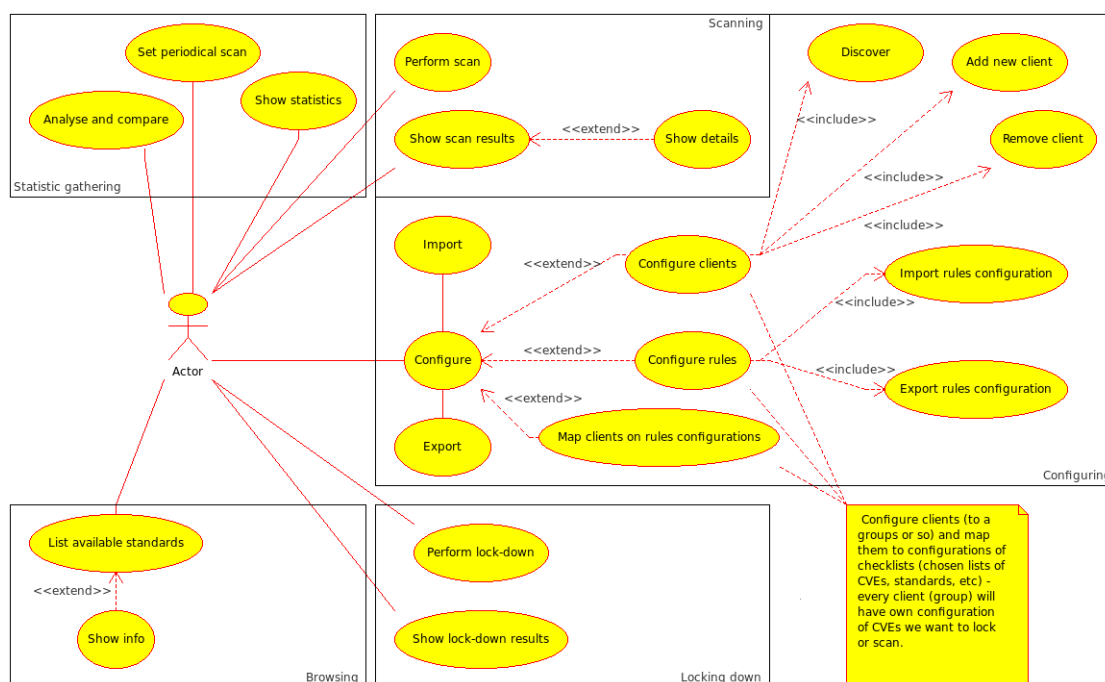 Scanning
Set periodical scan
Discover
Perform scan
Add new client
Show statistics
Analyse and compare
<<include>>
<<extend>>
Show scan results
Show details
Remove client
<<include>>
Statistic gathering
<<include>>
Import
<<extend>>
Configure clients
Import rules configuration
<<include>>
<<extend>>
Configure
Configure rules
Actor
<<include>>
Export rules configuration
<<extend>>
Export
Map clients on rules configurations
Configuring
List available standards
Perform lock-down
<<extend>>
Show info
Show lock-down results
Browsing
Locking down
Configure clients (to a
groups or so) and map
them to configurations of
checklists (chosen lists of
CVEs, standards, etc) -
every client (group) will
have own configuration
of CVEs we want to lock
or scan.